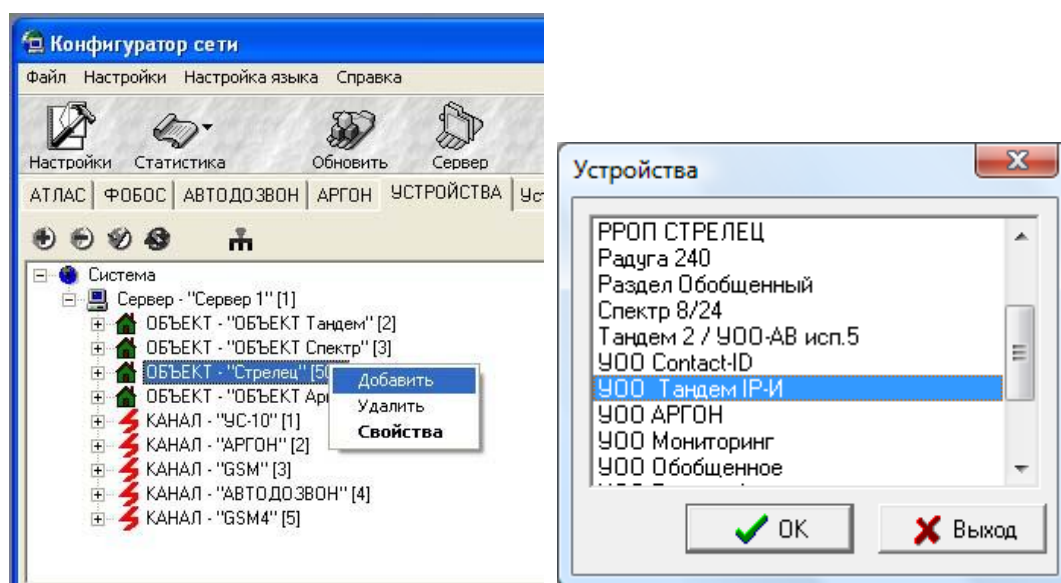 Конфигуратор сети
Файл Настройки Настройка языка Справка
Настройки Статистика Обновить Сервер
АТЛАС ФОБОС АВТОДОЗВОН АРГОН УСТРОЙСТВА
Система
Сервер - "Сервер 1" [1]
ОБЪЕКТ - "ОБЪЕКТ Тандем" [2]
ОБЪЕКТ - "ОБЪЕКТ Спектр" [3]
ОБЪЕКТ - "Стрелец"
ОБЪЕКТ - "ОБЪЕКТ
КАНАЛ - "УС-10" [1]
КАНАЛ - "АРГОН" [2]
КАНАЛ - "GSM" [3]
КАНАЛ - "АВТОДОЗВОН" [4]
КАНАЛ - "GSM4" [5]
Добавить
Удалить
Свойства
Устройства
РРОП СТРЕЛЕЦ
Радуга 240
Раздел Обобщенный
Спектр 8/24
Тандем 2 / УОО-АВ исп.5
УОО Contact-ID
УОО Тандем IP-И
УОО АРГОН
УОО Мониторинг
УОО Обобщенное
OK Выход